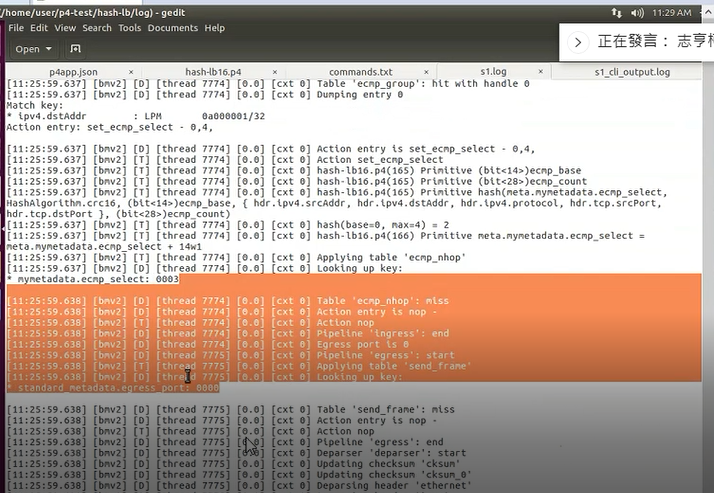 /home/user/p4-test/hash-lb/log) - gedit
11:29 AM
File Edit View Search Tools Documents Help
正在發言： 志亨
Open
p4app.json × hash-lb16.p4 × commands.txt × s1.log × s1_cli_output.log
[11:25:59.637] [bmv2] [D] [thread 7774] [0.0] [cxt 0] Table 'ecmp_group': hit with handle 0
[11:25:59.637] [bmv2] [D] [thread 7774] [0.0] [cxt 0] Dumping entry 0
Match key:
* ipv4.dstAddr : LPM 0a000001/32
Action entry: set_ecmp_select - 0,4,
[11:25:59.637] [bmv2] [D] [thread 7774] [0.0] [cxt 0] Action entry is set_ecmp_select - 0,4,
[11:25:59.637] [bmv2] [T] [thread 7774] [0.0] [cxt 0] Action set_ecmp_select
[11:25:59.637] [bmv2] [T] [thread 7774] [0.0] [cxt 0] hash-lb16.p4(165) Primitive (bit<14>)ecmp_base
[11:25:59.637] [bmv2] [T] [thread 7774] [0.0] [cxt 0] hash-lb16.p4(165) Primitive (bit<28>)ecmp_count
[11:25:59.637] [bmv2] [T] [thread 7774] [0.0] [cxt 0] hash-lb16.p4(165) Primitive hash(meta.mymetadata.ecmp_select,
HashAlgorithm.crc16, (bit<14>)ecmp_base, { hdr.ipv4.srcAddr, hdr.ipv4.dstAddr, hdr.ipv4.protocol, hdr.tcp.srcPort,
hdr.tcp.dstPort }, (bit<28>)ecmp_count)
[11:25:59.637] [bmv2] [T] [thread 7774] [0.0] [cxt 0] hash(base=0, max=4) = 2
[11:25:59.637] [bmv2] [T] [thread 7774] [0.0] [cxt 0] hash-lb16.p4(166) Primitive meta.mymetadata.ecmp_select =
meta.mymetadata.ecmp_select + 14w1
[11:25:59.637] [bmv2] [T] [thread 7774] [0.0] [cxt 0] Applying table 'ecmp_nhop'
[11:25:59.637] [bmv2] [D] [thread 7774] [0.0] [cxt 0] Looking up key:
* mymetadata.ecmp_select: 0003
[11:25:59.638] [bmv2] [D] [thread 7774] [0.0] [cxt 0] Table 'ecmp_nhop': miss
[11:25:59.638] [bmv2] [D] [thread 7774] [0.0] [cxt 0] Action entry is nop -
[11:25:59.638] [bmv2] [T] [thread 7774] [0.0] [cxt 0] Action nop
[11:25:59.638] [bmv2] [D] [thread 7774] [0.0] [cxt 0] Pipeline 'ingress': end
[11:25:59.638] [bmv2] [D] [thread 7774] [0.0] [cxt 0] Egress port is 0
[11:25:59.638] [bmv2] [D] [thread 7775] [0.0] [cxt 0] Pipeline 'egress': start
[11:25:59.638] [bmv2] [T] [thread 7775] [0.0] [cxt 0] Applying table 'send_frame'
[11:25:59.638] [bmv2] [D] [thread 7775] [0.0] [cxt 0] Looking up key:
* standard_metadata.egress_port: 0000
[11:25:59.638] [bmv2] [D] [thread 7775] [0.0] [cxt 0] Table 'send_frame': miss
[11:25:59.638] [bmv2] [D] [thread 7775] [0.0] [cxt 0] Action entry is nop -
[11:25:59.638] [bmv2] [T] [thread 7775] [0.0] [cxt 0] Action nop
[11:25:59.638] [bmv2] [D] [thread 7775] [0.0] [cxt 0] Pipeline 'egress': end
[11:25:59.638] [bmv2] [D] [thread 7775] [0.0] [cxt 0] Deparser 'deparser': start
[11:25:59.638] [bmv2] [D] [thread 7775] [0.0] [cxt 0] Updating checksum 'cksum'
[11:25:59.638] [bmv2] [D] [thread 7775] [0.0] [cxt 0] Updating checksum 'cksum_0'
[11:25:59.638] [bmv2] [D] [thread 7775] [0.0] [cxt 0] Deparsing header 'ethernet'